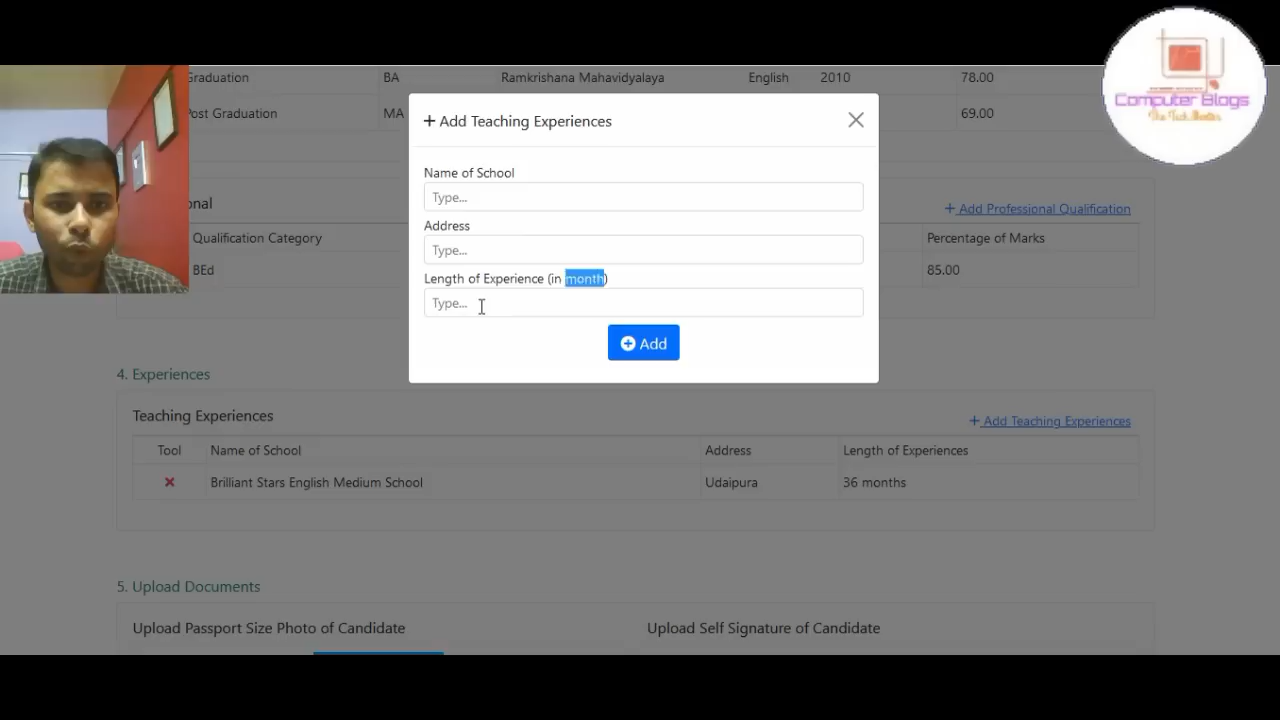 Graduation BA Ramkrishana Mahavidyalaya English 2010 78.00
Post Graduation MA 69.00
Computer Blogs
+ Add Teaching Experiences
Name of School
Type...
Address
Type...
Length of Experience (in month)
Type...
Add
onal + Add Professional Qualification
Qualification Category Percentage of Marks
BEd 85.00
4. Experiences
Teaching Experiences + Add Teaching Experiences
Tool Name of School Address Length of Experiences
Brilliant Stars English Medium School Udaipura 36 months
5. Upload Documents
Upload Passport Size Photo of Candidate Upload Self Signature of Candidate